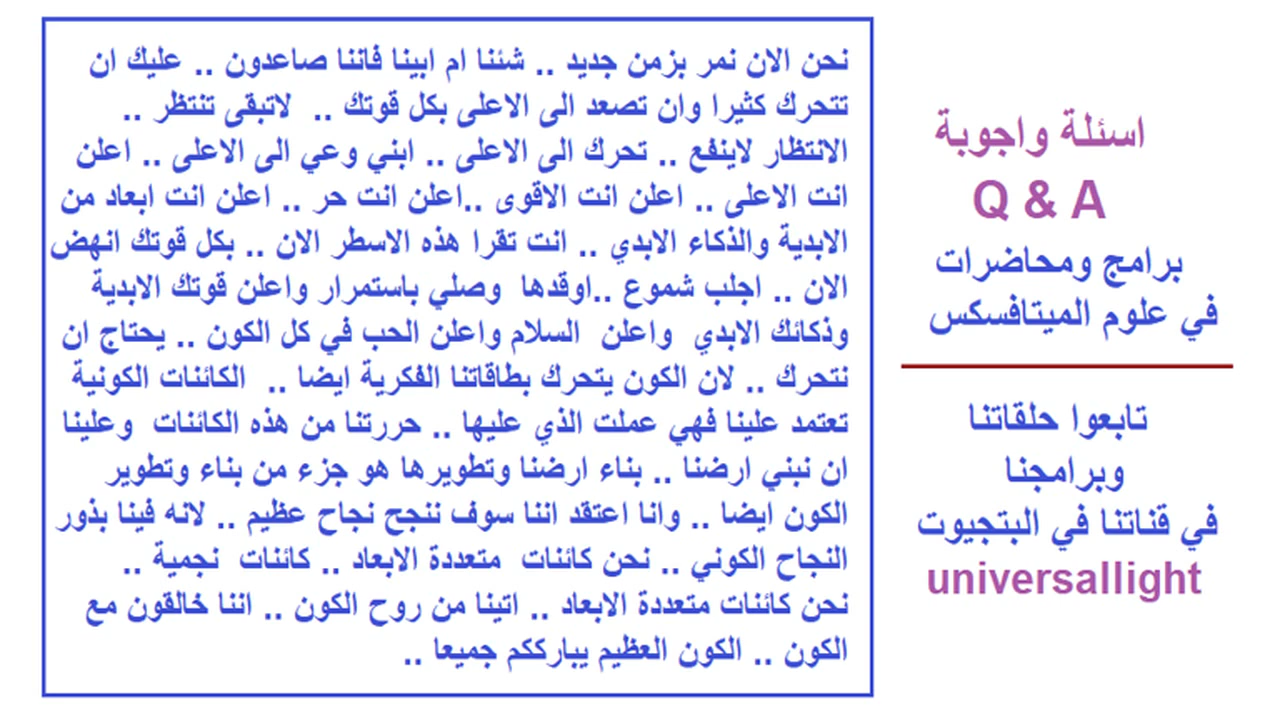 نحن الان نمر بزمن جديد .. شئنا ام ابينا فاننا صاعدون .. عليك ان
تتحرك كثيرا وان تصعد الى الاعلى بكل قوتك .. لاتبقى تنتظر ..
الانتظار لاينفع .. تحرك الى الاعلى .. ابني وعي الى الاعلى .. اعلن
انت الاعلى .. اعلن انت الاقوى ..اعلن انت حر .. اعلن انت ابعاد من
الابدية والذكاء الابدي .. انت تقرا هذه الاسطر الان .. بكل قوتك انهض
الان .. اجلب شموع ..اوقدها وصلي باستمرار واعلن قوتك الابدية
وذكائك الابدي واعلن السلام واعلن الحب في كل الكون .. يحتاج ان
نتحرك .. لان الكون يتحرك بطاقاتنا الفكرية ايضا .. الكائنات الكونية
تعتمد علينا فهي عملت الذي عليها .. حررتنا من هذه الكائنات وعلينا
ان نبني ارضنا .. بناء ارضنا وتطويرها هو جزء من بناء وتطوير
الكون ايضا .. وانا اعتقد اننا سوف ننجح نجاح عظيم .. لانه فينا بذور
النجاح الكوني .. نحن كائنات متعددة الابعاد .. كائنات نجمية ..
نحن كائنات متعددة الابعاد .. اتينا من روح الكون .. اننا خالقون مع
الكون .. الكون العظيم يبارككم جميعا ..
اسئلة واجوبة
Q & A
برامج ومحاضرات
في علوم الميتافسكس
تابعوا حلقاتنا
وبرامجنا
في قناتنا في البتجيوت
universallight